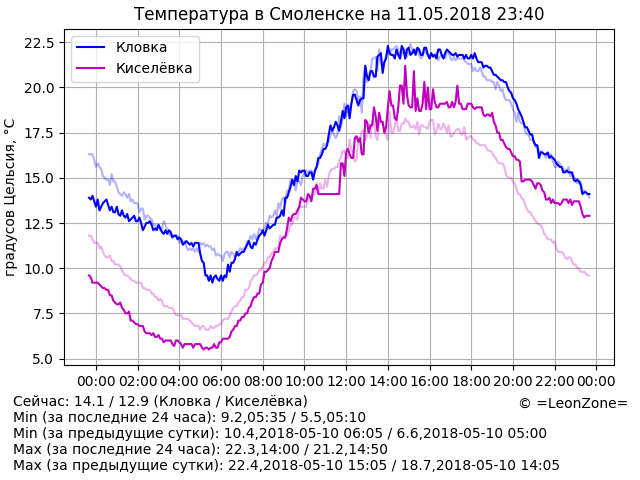 Температура в Смоленске на 11.05.2018 23:40
Кловка
Киселёвка
градусов Цельсия, °C
22.5
20.0
17.5
15.0
12.5
10.0
7.5
5.0
00:00 02:00 04:00 06:00 08:00 10:00 12:00 14:00 16:00 18:00 20:00 22:00 00:00
© =LeonZone=
Сейчас: 14.1 / 12.9 (Кловка / Киселёвка)
Min (за последние 24 часа): 9.2,05:35 / 5.5,05:10
Min (за предыдущие сутки): 10.4,2018-05-10 06:05 / 6.6,2018-05-10 05:00
Max (за последние 24 часа): 22.3,14:00 / 21.2,14:50
Max (за предыдущие сутки): 22.4,2018-05-10 15:05 / 18.7,2018-05-10 14:05